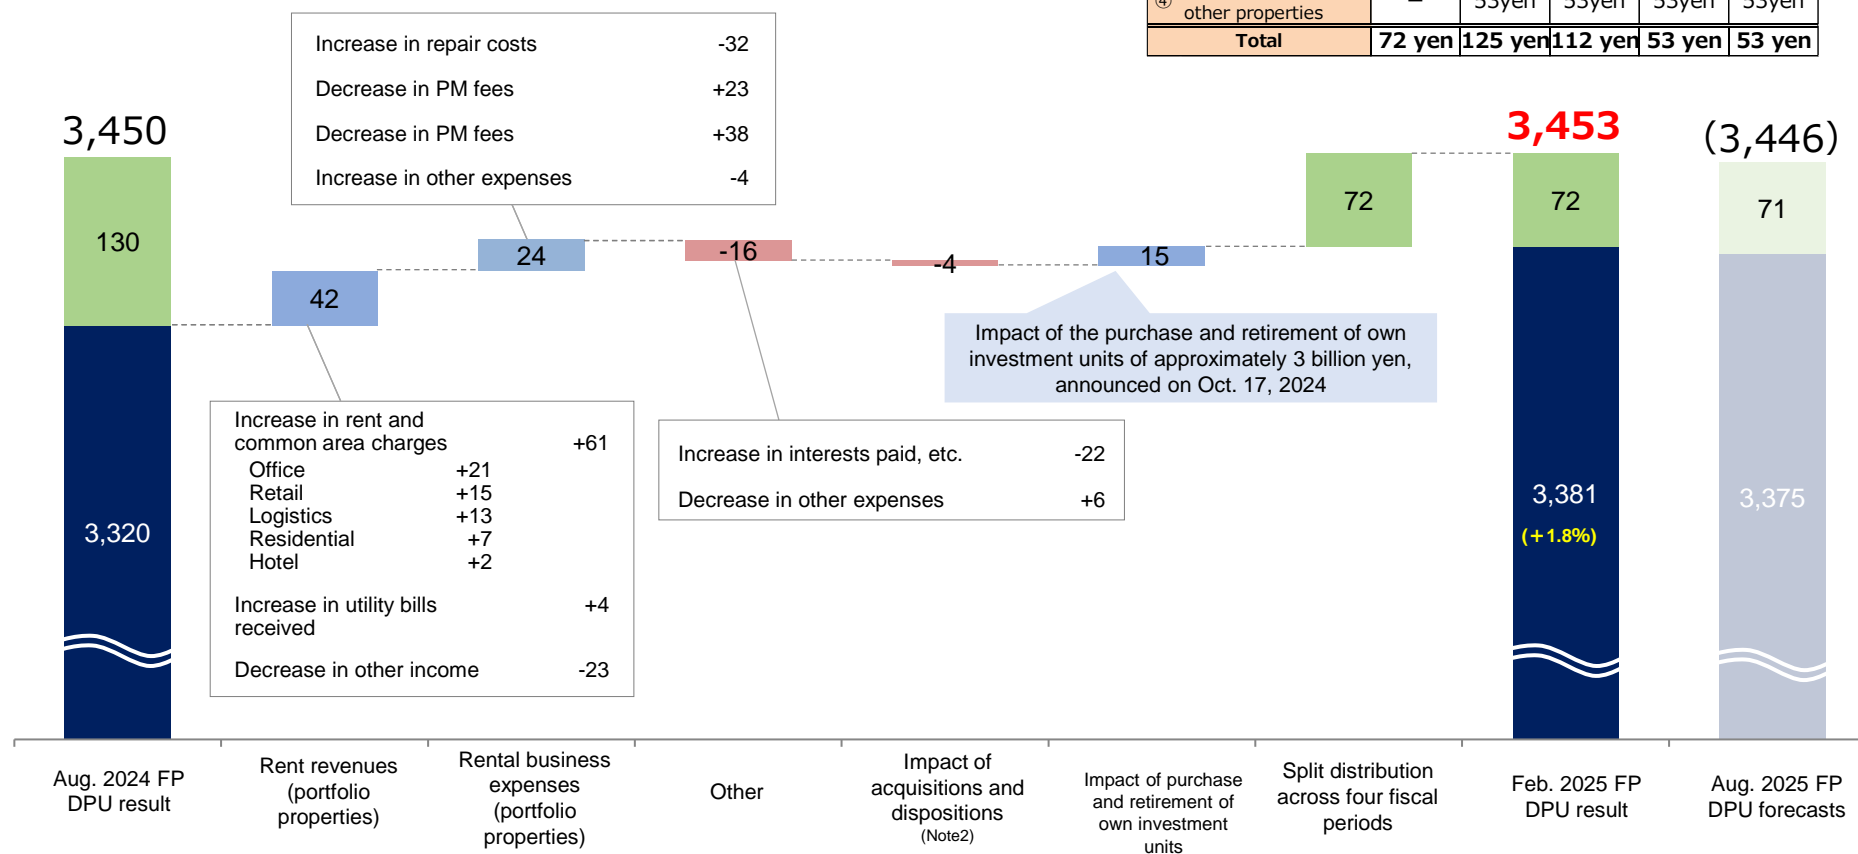 ④ other properties − 53yen 53yen 53yen 53yen
Total 72 yen 125 yen 112 yen 53 yen 53 yen
Increase in repair costs -32
Decrease in PM fees +23
Decrease in PM fees +38
Increase in other expenses -4
3,450
130
3,320
42
24
-16
-4
15
72
3,453
72
3,381
(+1.8%)
(3,446)
71
3,375
Impact of the purchase and retirement of own
investment units of approximately 3 billion yen,
announced on Oct. 17, 2024
Increase in rent and
common area charges +61
Office +21
Retail +15
Logistics +13
Residential +7
Hotel +2
Increase in utility bills +4
received
Decrease in other income -23
Increase in interests paid, etc. -22
Decrease in other expenses +6
Aug. 2024 FP
DPU result
Rent revenues
(portfolio
properties)
Rental business
expenses
(portfolio
properties)
Other
Impact of
acquisitions and
dispositions
(Note2)
Impact of purchase
and retirement of
own investment
units
Split distribution
across four fiscal
periods
Feb. 2025 FP
DPU result
Aug. 2025 FP
DPU forecasts